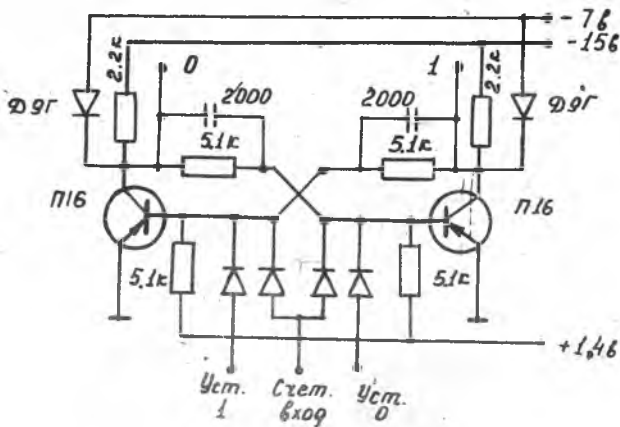 - 7в
-15в
2.2к
0
1
2.2к
Д9Г
2000
2000
Д9Г
5.1к
5.1к
П16
П16
5.1к
5.1к
+1,4в
Уст.
1
Счет.
вход
Уст.
0